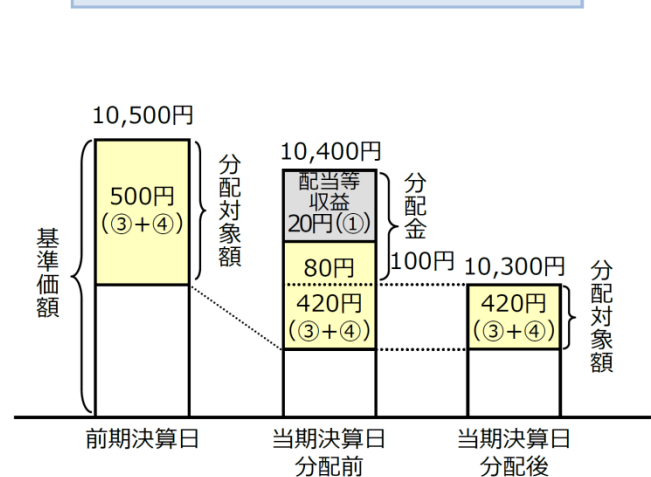 10,500円
500円
(③+④)
分配対象額
基準価額
10,400円
配当等
収益
20円(①)
80円
420円
(③+④)
分配金
100円
10,300円
420円
(③+④)
分配対象額
前期決算日
当期決算日
分配前
当期決算日
分配後